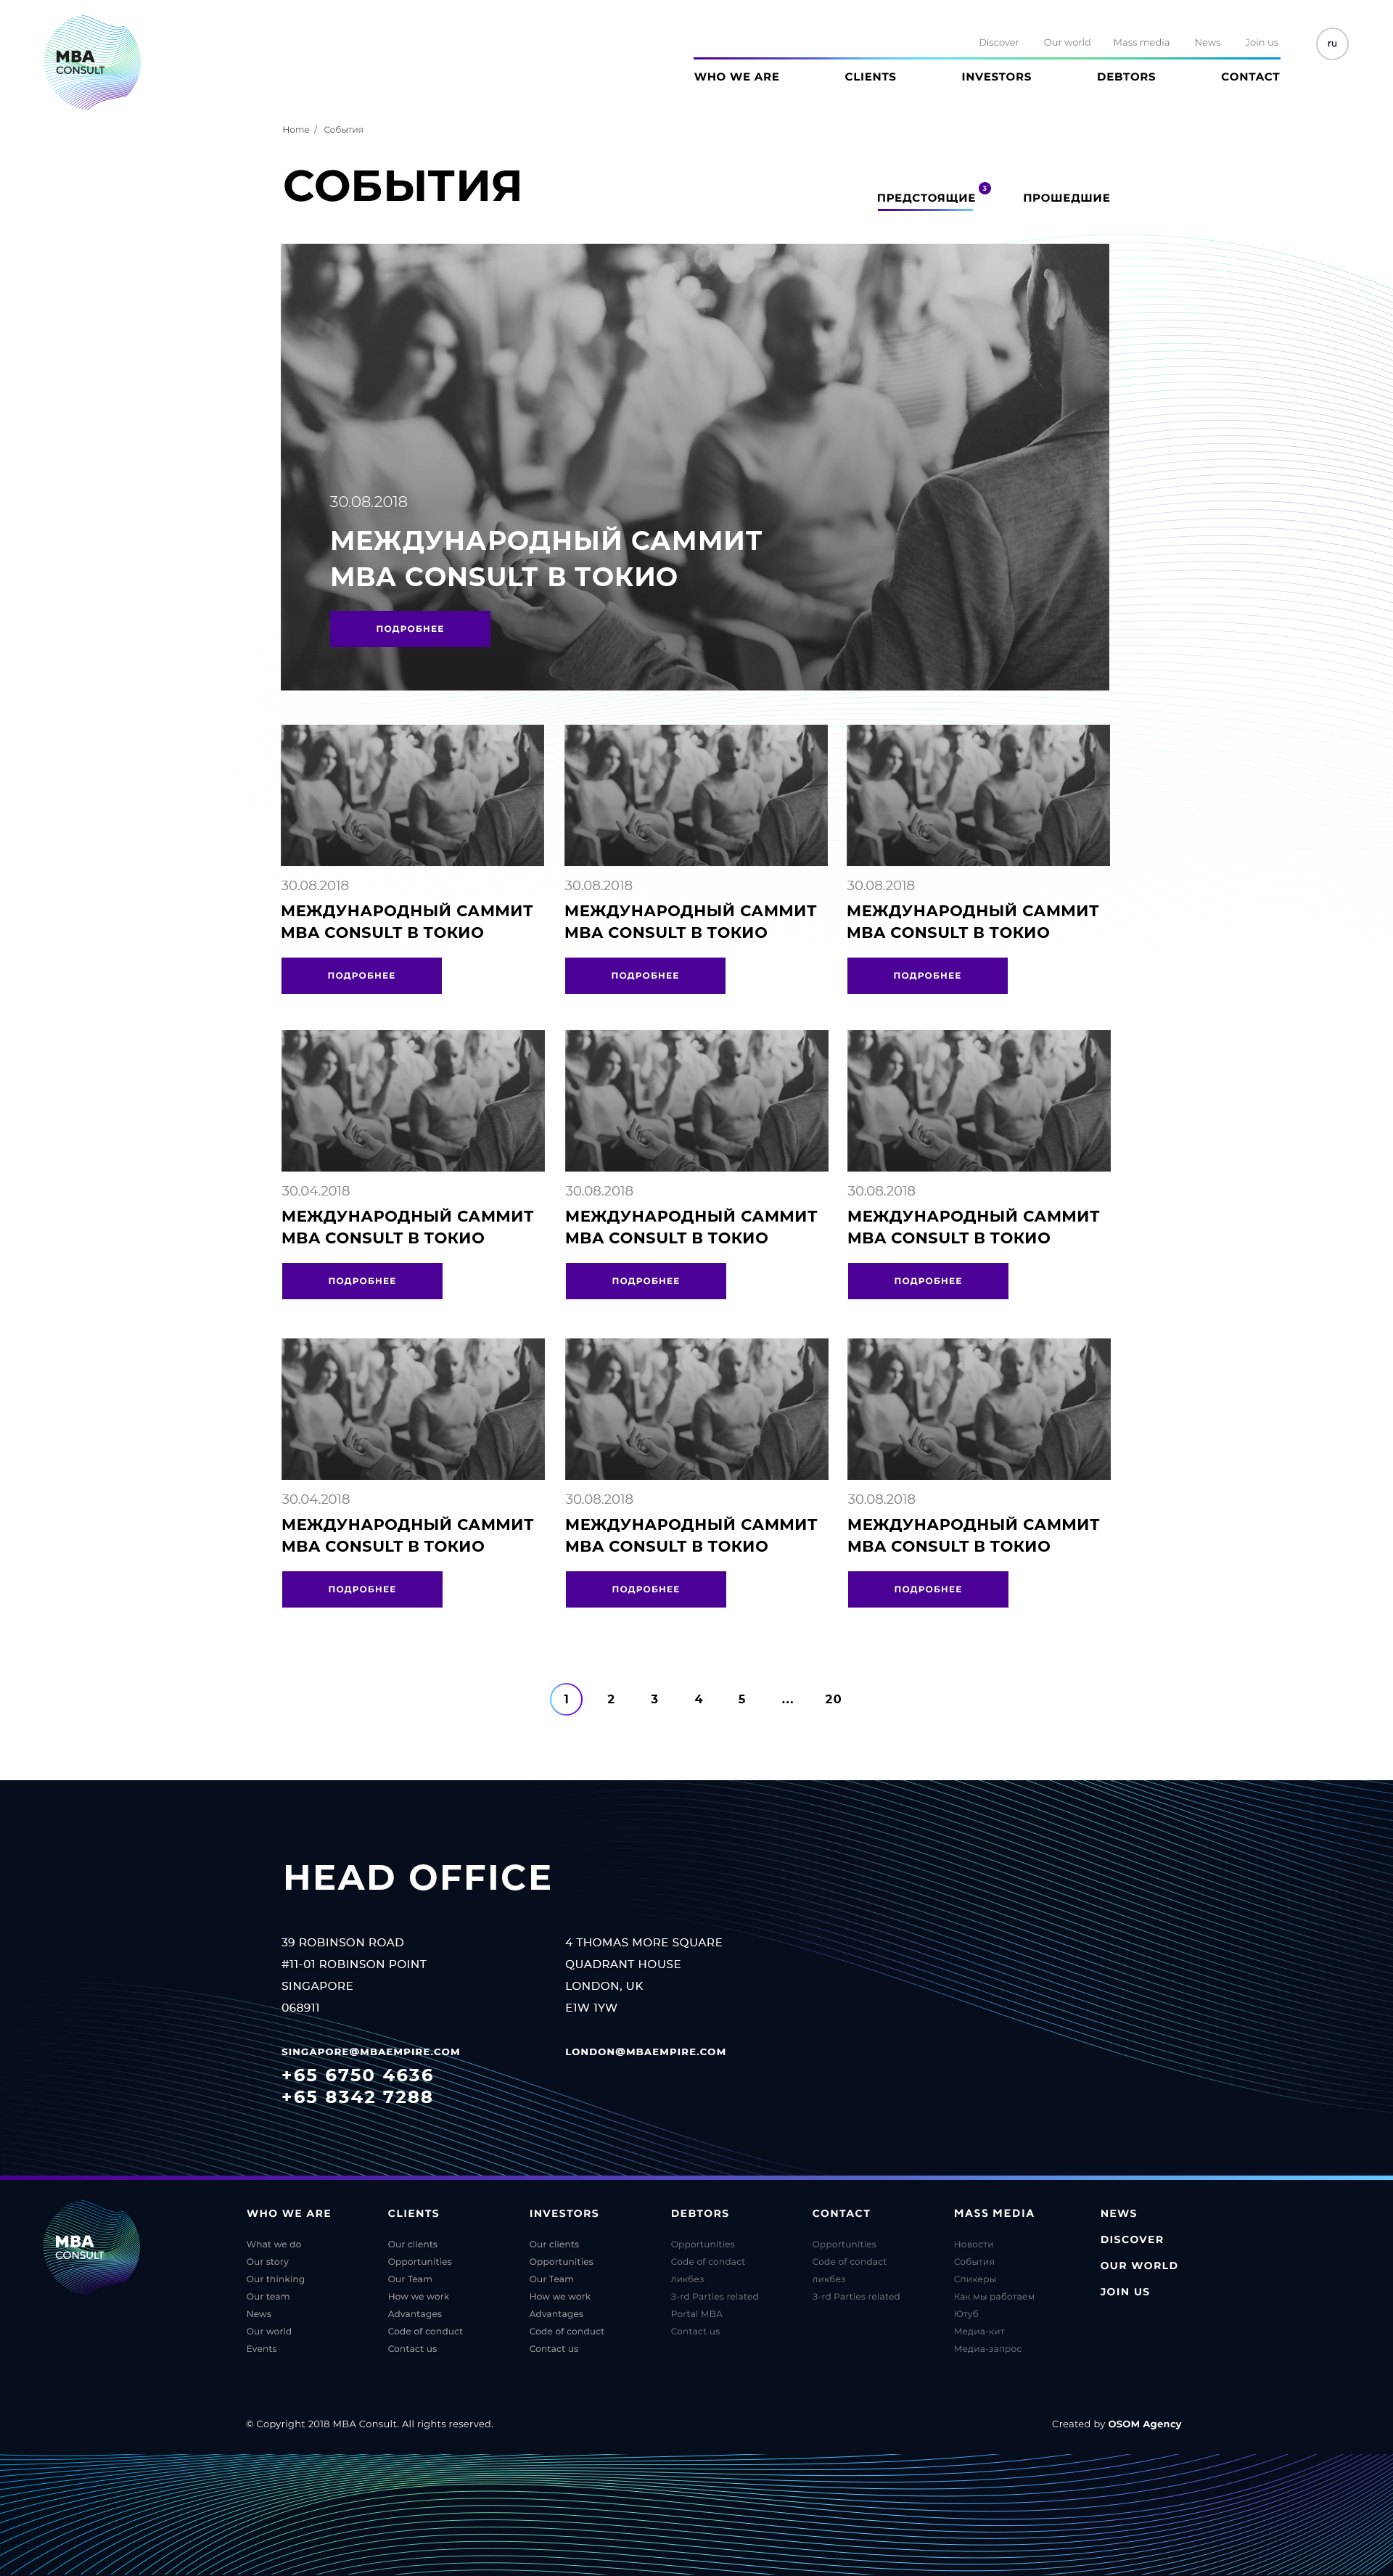 MBA
CONSULT
Discover Our world Mass media News Join us
ru
WHO WE ARE CLIENTS INVESTORS DEBTORS CONTACT
Home / События
СОБЫТИЯ
ПРЕДСТОЯЩИЕ 3 ПРОШЕДШИЕ
30.08.2018
МЕЖДУНАРОДНЫЙ САММИТ
MBA CONSULT В ТОКИО
ПОДРОБНЕЕ
30.08.2018
МЕЖДУНАРОДНЫЙ САММИТ
MBA CONSULT В ТОКИО
ПОДРОБНЕЕ
30.08.2018
МЕЖДУНАРОДНЫЙ САММИТ
MBA CONSULT В ТОКИО
ПОДРОБНЕЕ
30.08.2018
МЕЖДУНАРОДНЫЙ САММИТ
MBA CONSULT В ТОКИО
ПОДРОБНЕЕ
30.04.2018
МЕЖДУНАРОДНЫЙ САММИТ
MBA CONSULT В ТОКИО
ПОДРОБНЕЕ
30.08.2018
МЕЖДУНАРОДНЫЙ САММИТ
MBA CONSULT В ТОКИО
ПОДРОБНЕЕ
30.08.2018
МЕЖДУНАРОДНЫЙ САММИТ
MBA CONSULT В ТОКИО
ПОДРОБНЕЕ
30.04.2018
МЕЖДУНАРОДНЫЙ САММИТ
MBA CONSULT В ТОКИО
ПОДРОБНЕЕ
30.08.2018
МЕЖДУНАРОДНЫЙ САММИТ
MBA CONSULT В ТОКИО
ПОДРОБНЕЕ
30.08.2018
МЕЖДУНАРОДНЫЙ САММИТ
MBA CONSULT В ТОКИО
ПОДРОБНЕЕ
1 2 3 4 5 ... 20
HEAD OFFICE
39 ROBINSON ROAD
#11-01 ROBINSON POINT
SINGAPORE
068911
SINGAPORE@MBAEMPIRE.COM
+65 6750 4636
+65 8342 7288
4 THOMAS MORE SQUARE
QUADRANT HOUSE
LONDON, UK
E1W 1YW
LONDON@MBAEMPIRE.COM
MBA
CONSULT
WHO WE ARE
What we do
Our story
Our thinking
Our team
News
Our world
Events
CLIENTS
Our clients
Opportunities
Our Team
How we work
Advantages
Code of conduct
Contact us
INVESTORS
Our clients
Opportunities
Our Team
How we work
Advantages
Code of conduct
Contact us
DEBTORS
Opportunities
Code of condact
ликбез
3-rd Parties related
Portal MBA
Contact us
CONTACT
Opportunities
Code of condact
ликбез
3-rd Parties related
MASS MEDIA
Новости
События
Спикеры
Как мы работаем
Ютуб
Медиа-кит
Медиа-запрос
NEWS
DISCOVER
OUR WORLD
JOIN US
© Copyright 2018 MBA Consult. All rights reserved.
Created by OSOM Agency